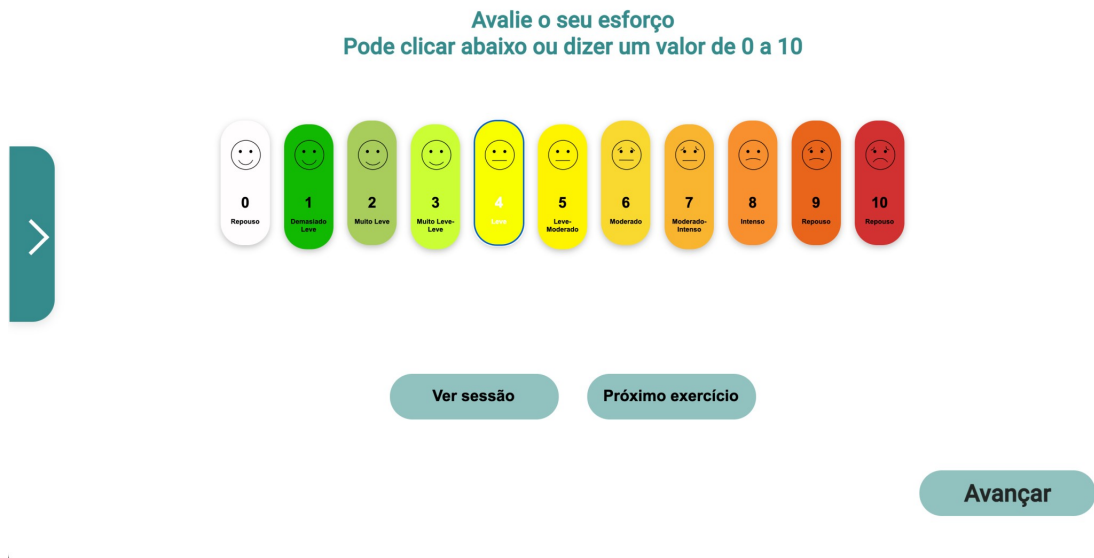 Avalie o seu esforço
Pode clicar abaixo ou dizer um valor de 0 a 10
0
Repouso
1
Demasiado
Leve
2
Muito Leve
3
Muito Leve-
Leve
4
Leve
5
Leve-
Moderado
6
Moderado
7
Moderado-
Intenso
8
Intenso
9
Repouso
10
Repouso
Ver sessão
Próximo exercício
Avançar